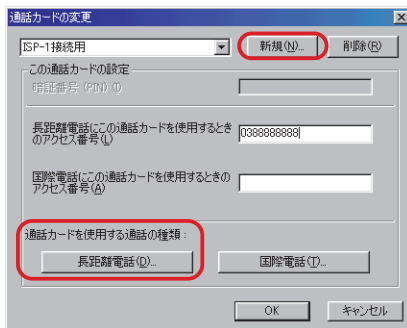 通話カードの変更
ISP-1接続用
新規(N)...
削除(R)
この通話カードの設定
暗証番号 (PIN) (I)
長距離電話にこの通話カードを使用するとき
のアクセス番号(L)
0388888888
国際電話にこの通話カードを使用するときの
アクセス番号(A)
通話カードを使用する通話の種類:
長距離電話(D)...
国際電話(T)...
OK
キャンセル